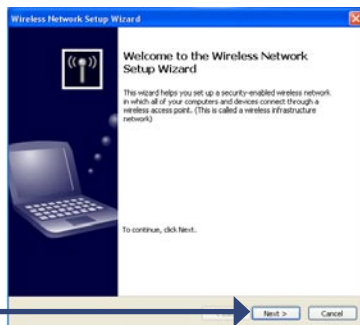 Wireless Network Setup Wizard
Welcome to the Wireless Network
Setup Wizard
This wizard helps you set up a security-enabled wireless network
in which all of your computers and devices connect through a
wireless access point. (This is called a wireless infrastructure
network)
To continue, click Next.
Next >
Cancel